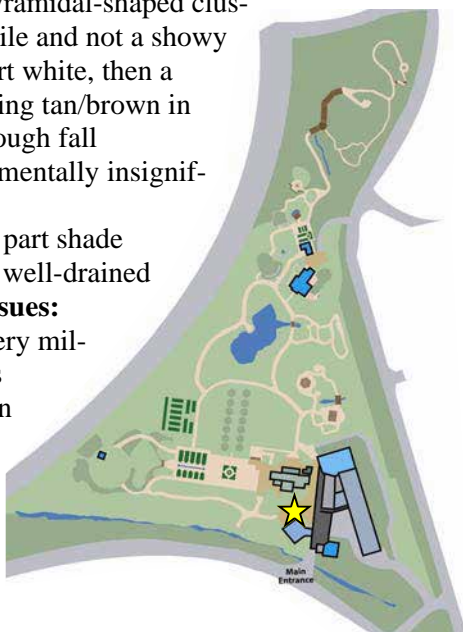 yramidal-shaped clus-
ile and not a showy
rt white, then a
ing tan/brown in
ough fall
mentally insignif-
part shade
well-drained
sues:
ery mil-
s
n
Main
Entrance